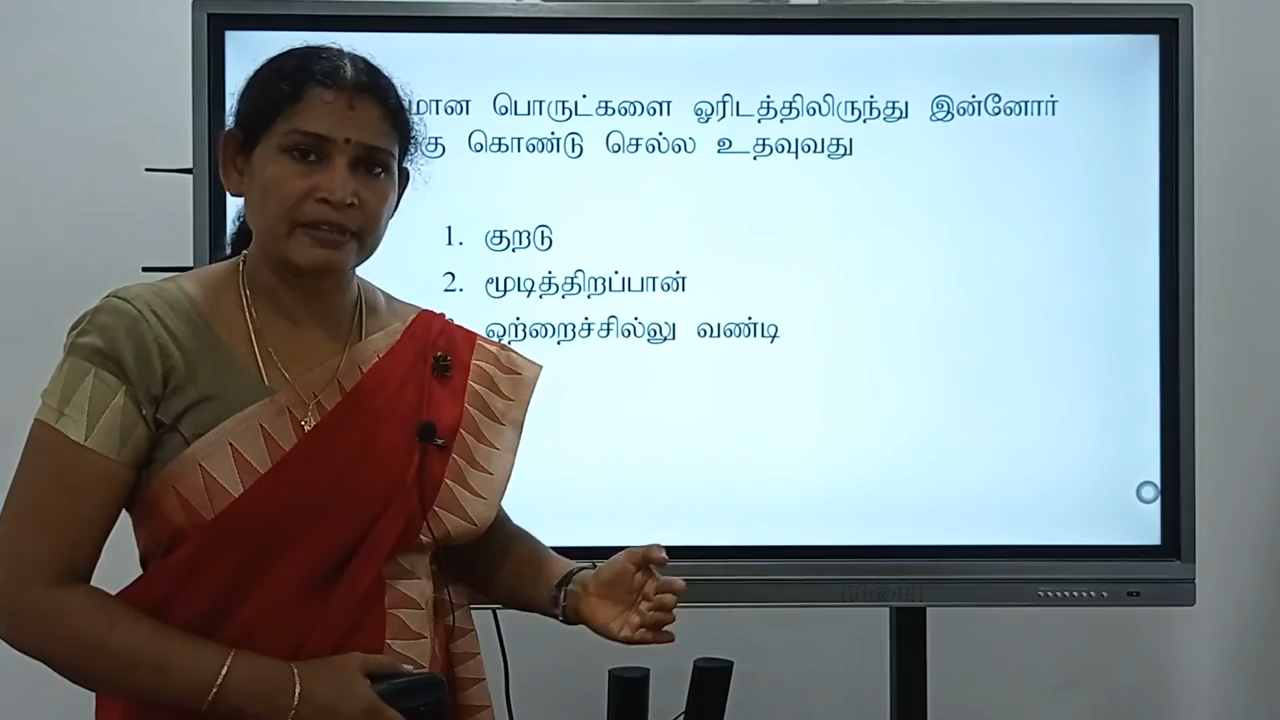 பொருட்களை ஓரிடத்திலிருந்து இன்னோர்
கொண்டு செல்ல உதவுவது
1. குறடு
2. மூடித்திறப்பான்
ஒற்றைச்சில்லு வண்டி